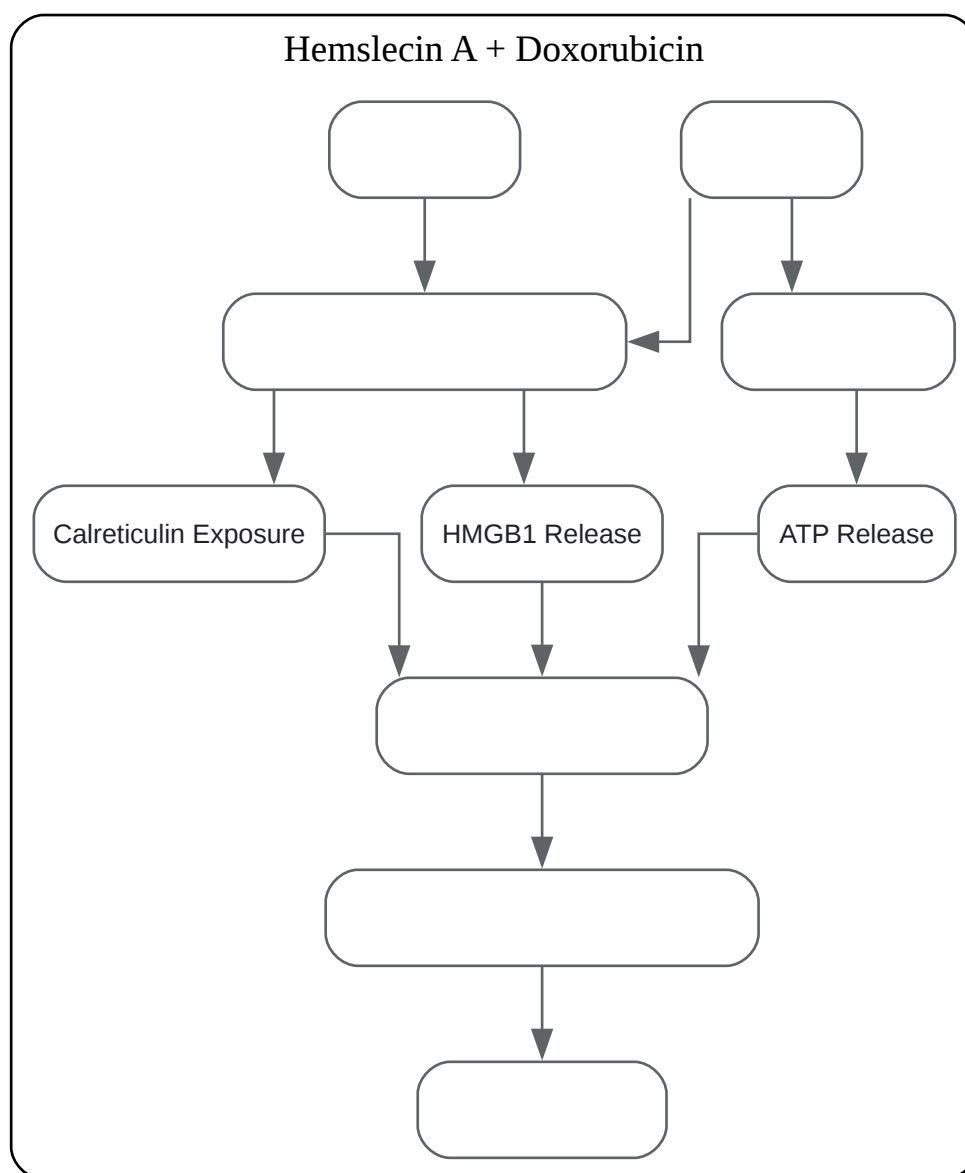 Hemslecin A + Doxorubicin
Calreticulin Exposure
HMGB1 Release
ATP Release